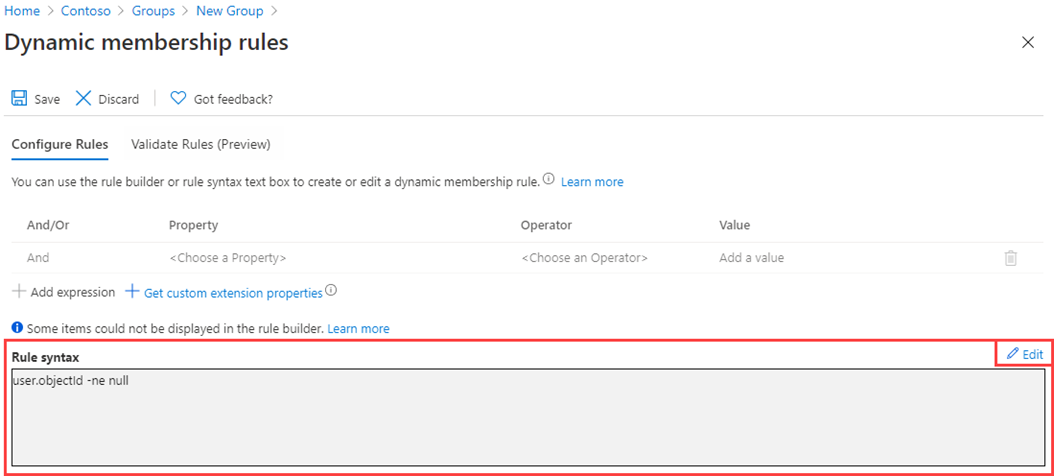 Home > Contoso > Groups > New Group >
Dynamic membership rules
Save Discard Got feedback?
Configure Rules Validate Rules (Preview)
You can use the rule builder or rule syntax text box to create or edit a dynamic membership rule. Learn more
And/Or Property Operator Value
And <Choose a Property> <Choose an Operator> Add a value
Add expression Get custom extension properties
Some items could not be displayed in the rule builder. Learn more
Rule syntax Edit
user.objectId -ne null